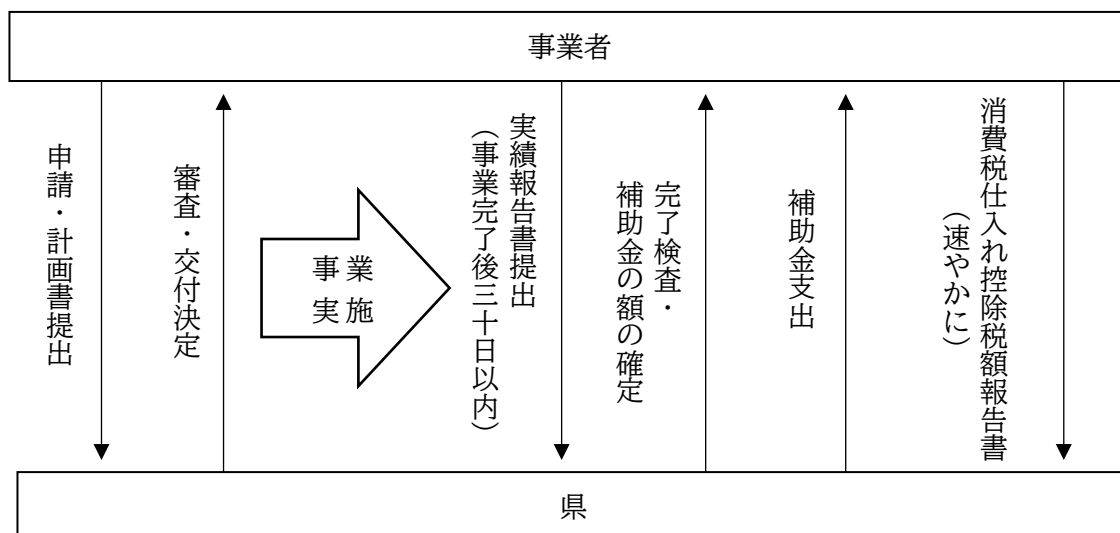 事業者
申請・計画書提出
審査・交付決定
事業
実施
実績報告書提出
（事業完了後三十日以内）
完了検査・
補助金の額の確定
補助金支出
消費税仕入れ控除税額報告書
（速やかに）
県